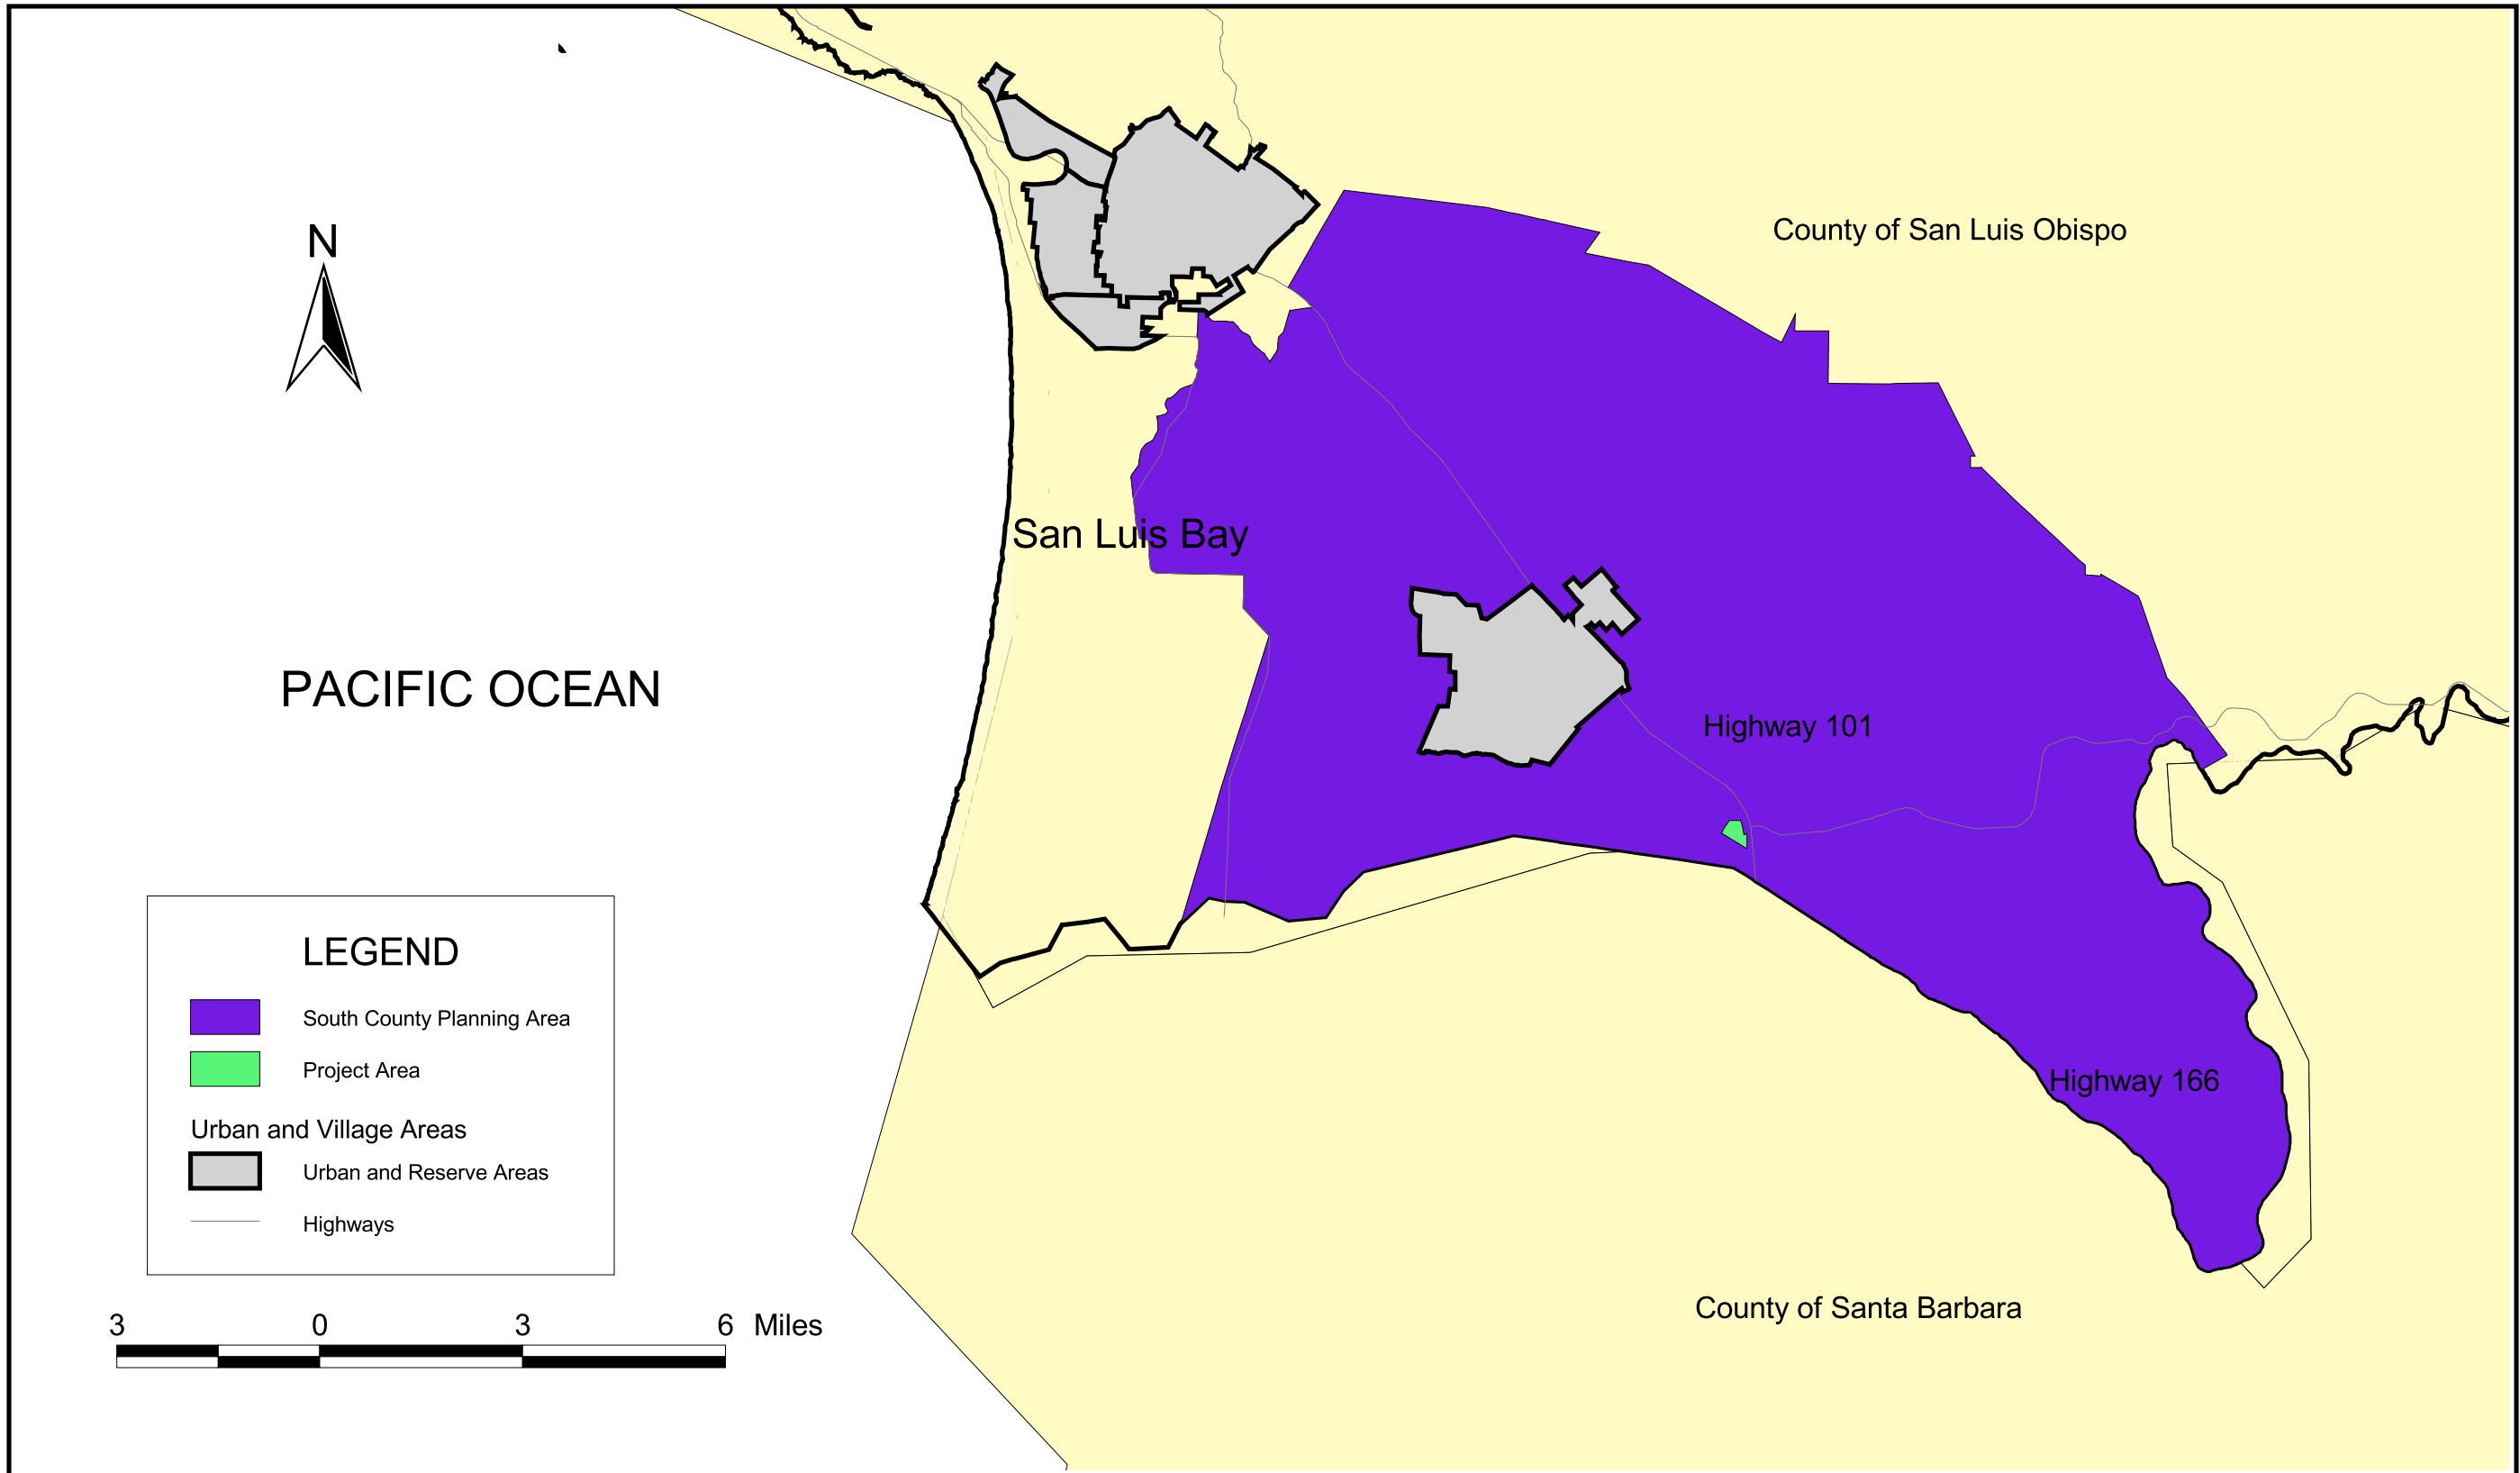 County of San Luis Obispo
N
San Luis Bay
PACIFIC OCEAN
Highway 101
LEGEND
South County Planning Area
Project Area
Urban and Village Areas
Urban and Reserve Areas
Highways
Highway 166
County of Santa Barbara
3 0 3 6 Miles